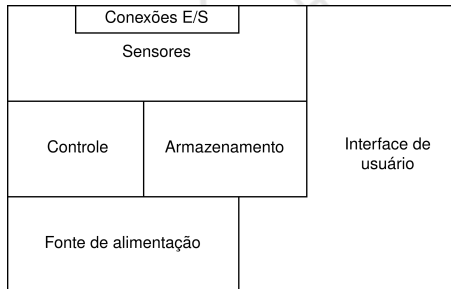 Conexões E/S
Sensores
Controle
Armazenamento
Interface de
usuário
Fonte de alimentação